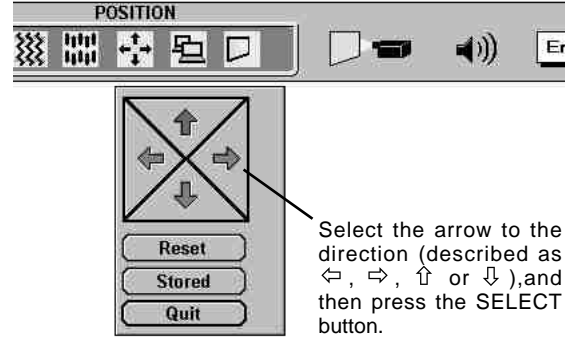 POSITION
Er
Reset
Stored
Quit
Select the arrow to the
direction (described as
⇦ , ⇨ , ⇧ or ⇩ ),and
then press the SELECT
button.